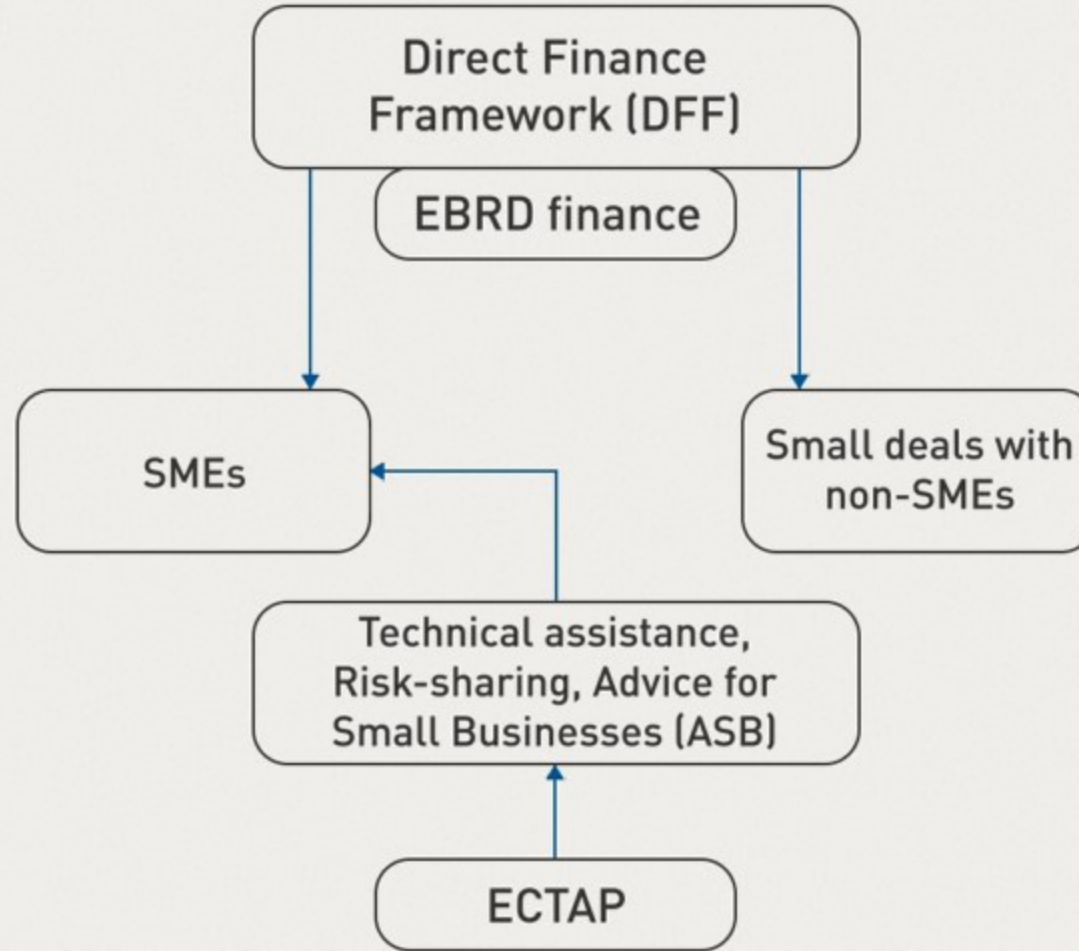 Direct Finance
Framework (DFF)
EBRD finance
SMEs
Small deals with
non-SMEs
Technical assistance,
Risk-sharing, Advice for
Small Businesses (ASB)
ECTAP